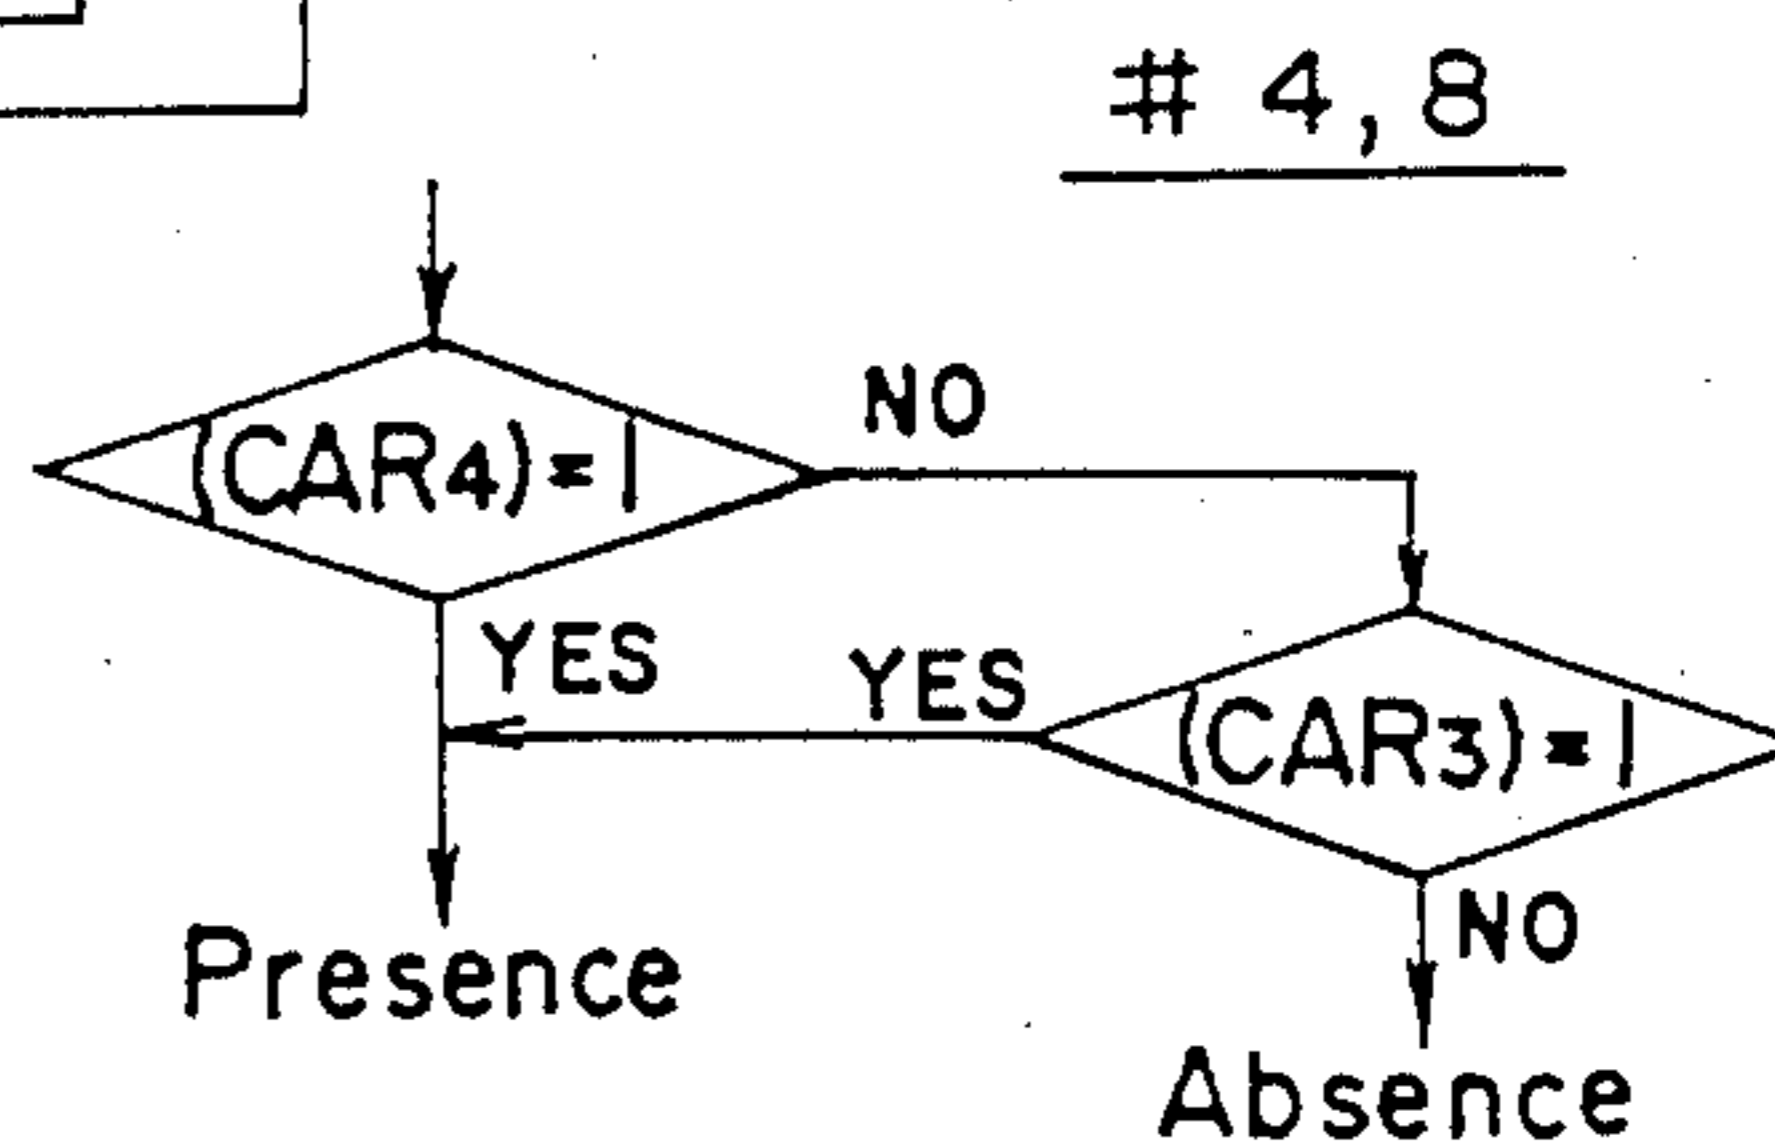 # 4,8
NO
(CAR4)=1
YES
YES
(CAR3)=1
NO
Presence
Absence